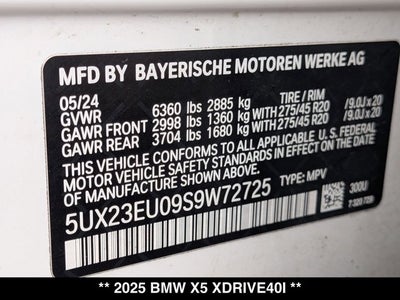 MFD BY BAYERISCHE MOTOREN WERKE AG
05/24 TIRE / RIM
GVWR 6360 lbs 2885 kg
GAWR FRONT 2998 lbs 1360 kg WITH 275/45 R20 /9.0J x 20
GAWR REAR 3704 lbs 1680 kg WITH 275/45 R20 /9.0J x 20
THIS VEHICLE CONFORMS TO ALL APPLICABLE U.S. FEDERAL
MOTOR VEHICLE SAFETY STANDARDS IN EFFECT ON THE DATE
OF MANUFACTURE SHOWN ABOVE.
5UX23EU09S9W72725 TYPE: MPV
300U
** 2025 BMW X5 XDRIVE40I **